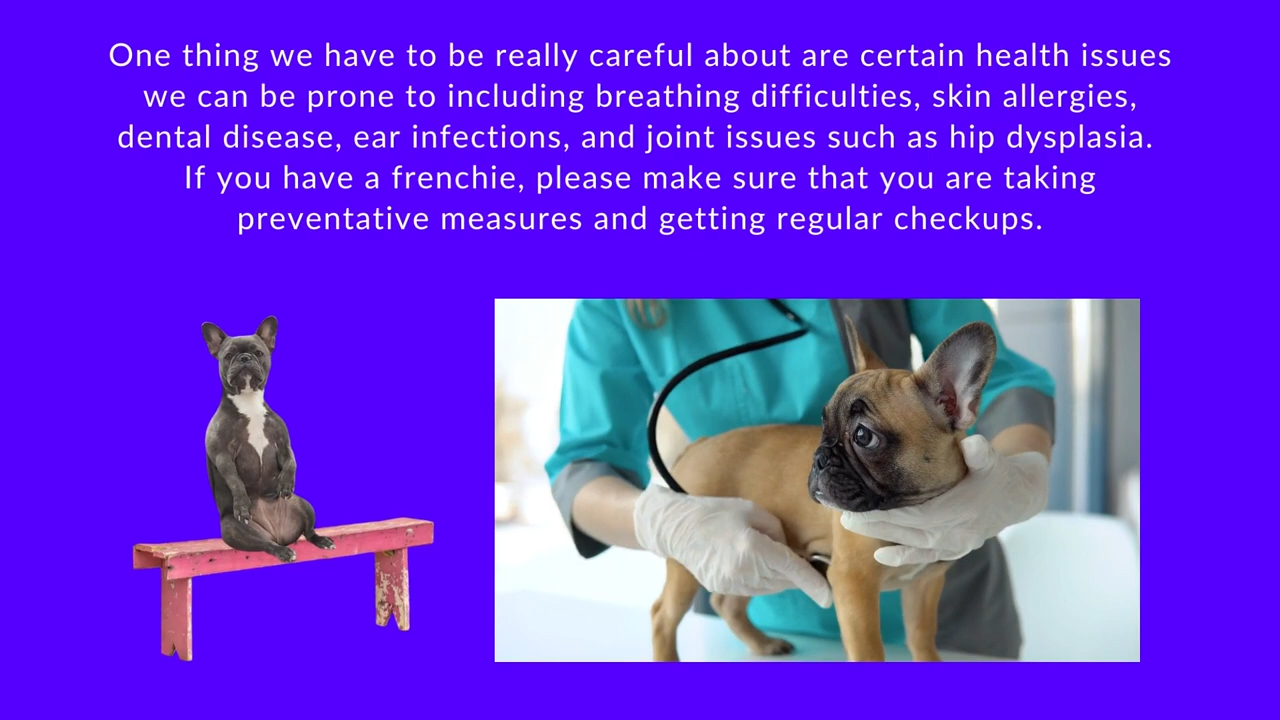 One thing we have to be really careful about are certain health issues
we can be prone to including breathing difficulties, skin allergies,
dental disease, ear infections, and joint issues such as hip dysplasia.
If you have a frenchie, please make sure that you are taking
preventative measures and getting regular checkups.